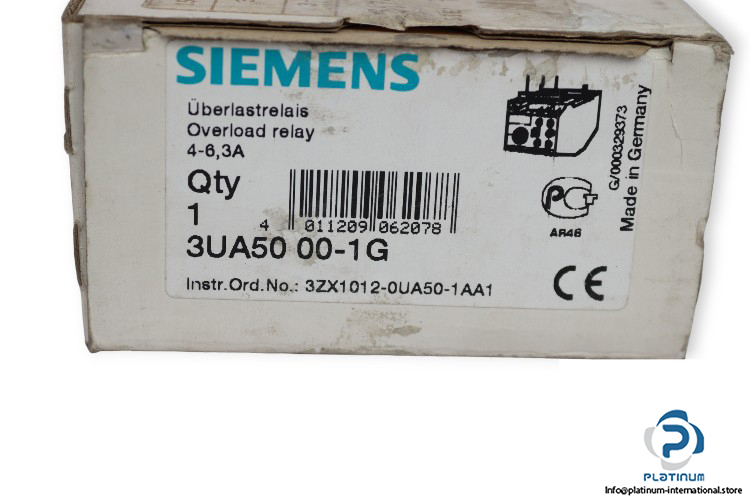 SIEMENS
Überlastrelais
Overload relay
4-6,3A
Qty
1
4 011209 062078
3UA50 00-1G
Instr.Ord.No.: 3ZX1012-0UA50-1AA1
G/000329373
Made in Germany
PCT
AR46
CE
PLATINUM
Info@platinum-international.store